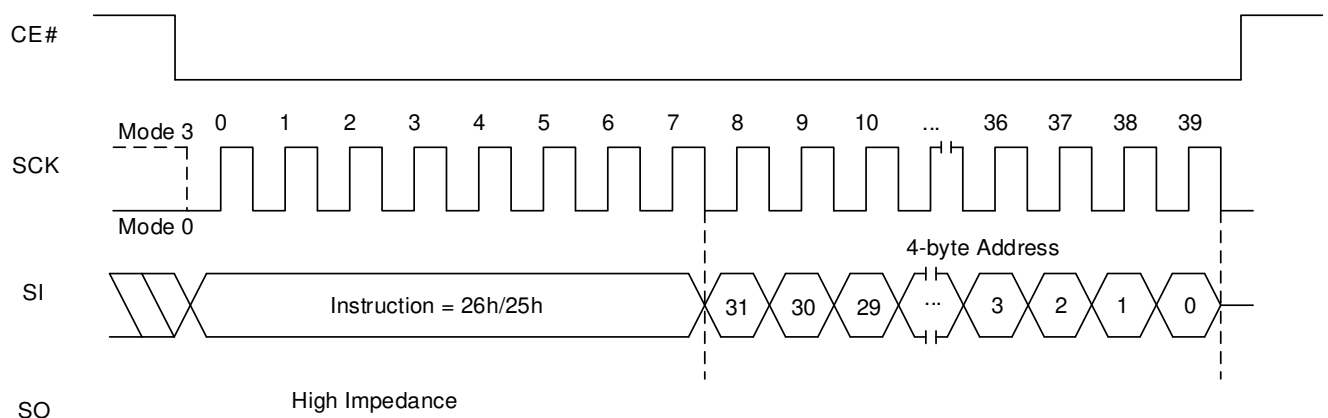 CE#
SCK
Mode 3
0 1 2 3 4 5 6 7 8 9 10 ... 36 37 38 39
Mode 0
4-byte Address
SI
Instruction = 26h/25h
31 30 29 ... 3 2 1 0
SO
High Impedance